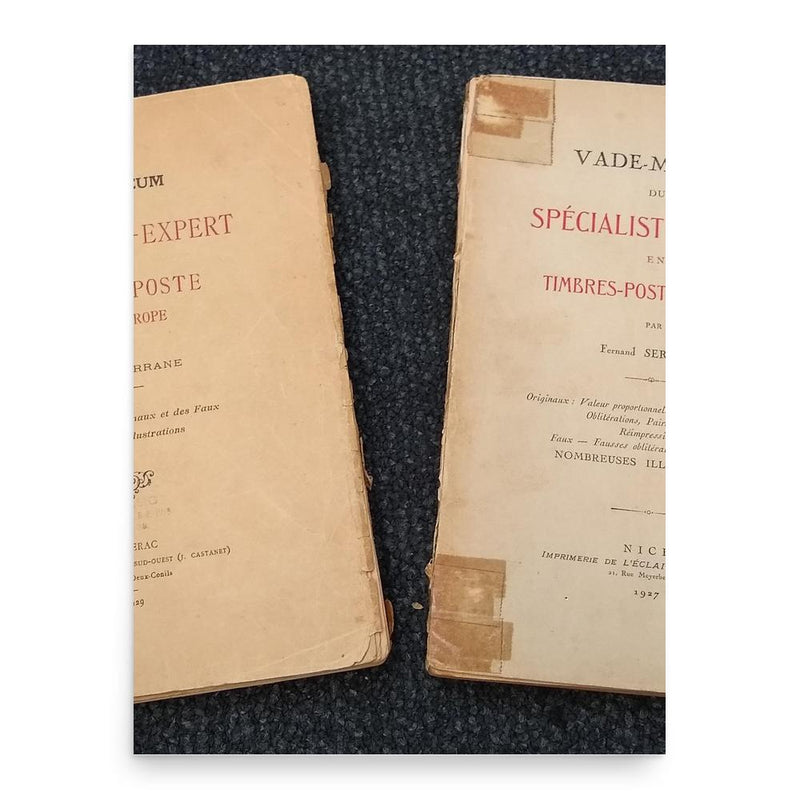 EUM
-EXPERT
POSTE
ROPE
RRANE
naux et des Faux
lustrations
ERAC
SUD-OUEST (J. CASTANET)
Deux-Conils
29
VADE-M
DU
SPÉCIALIST
EN
TIMBRES-POST
PAR
Fernand SER
Originaux : Valeur proportionnel
Oblitérations, Pair
Réimpressi
Faux — Fausses oblitéra
NOMBREUSES ILL
NICE
IMPRIMERIE DE L'ÉCLAI
21, Rue Meyerbe
1927